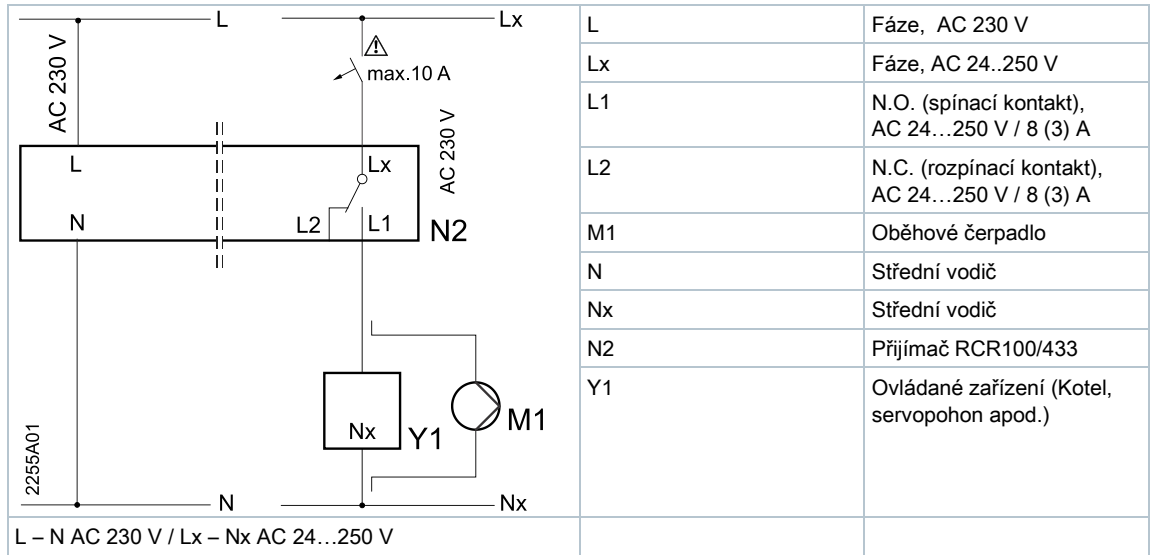 L
Lx
AC 230 V
⚠
max.10 A
AC 230 V
L
Lx
N
L2
L1
N2
Nx
Y1
M1
2255A01
N
Nx
L – N AC 230 V / Lx – Nx AC 24…250 V
L Fáze, AC 230 V
Lx Fáze, AC 24..250 V
L1 N.O. (spínací kontakt),
AC 24…250 V / 8 (3) A
L2 N.C. (rozpínací kontakt),
AC 24…250 V / 8 (3) A
M1 Oběhové čerpadlo
N Střední vodič
Nx Střední vodič
N2 Přijímač RCR100/433
Y1 Ovládané zařízení (Kotel,
servopohon apod.)